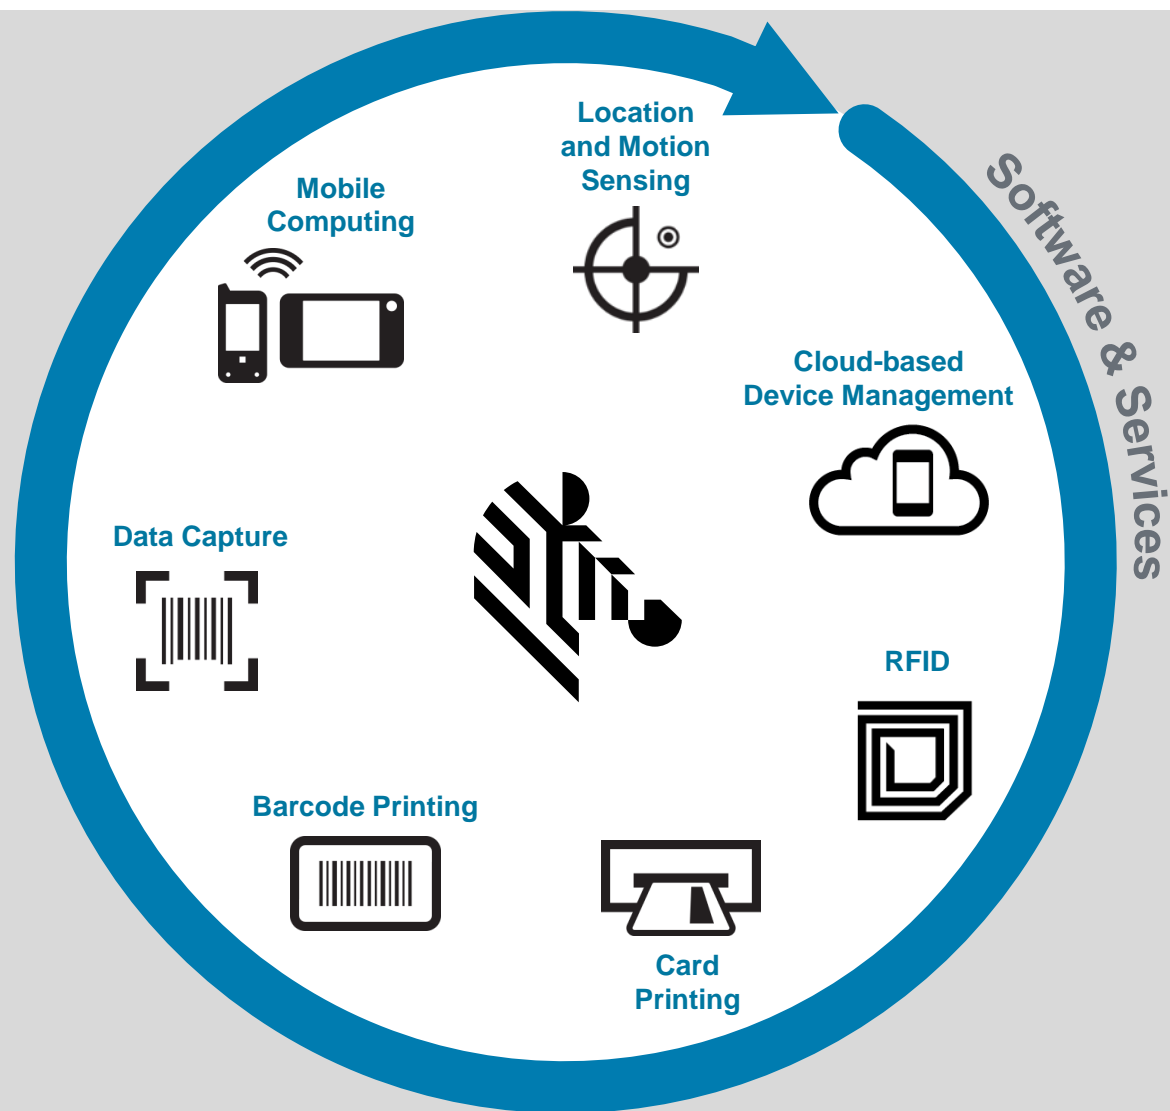 Location
and Motion
Sensing
Mobile
Computing
Software & Services
Cloud-based
Device Management
Data Capture
RFID
Barcode Printing
Card
Printing